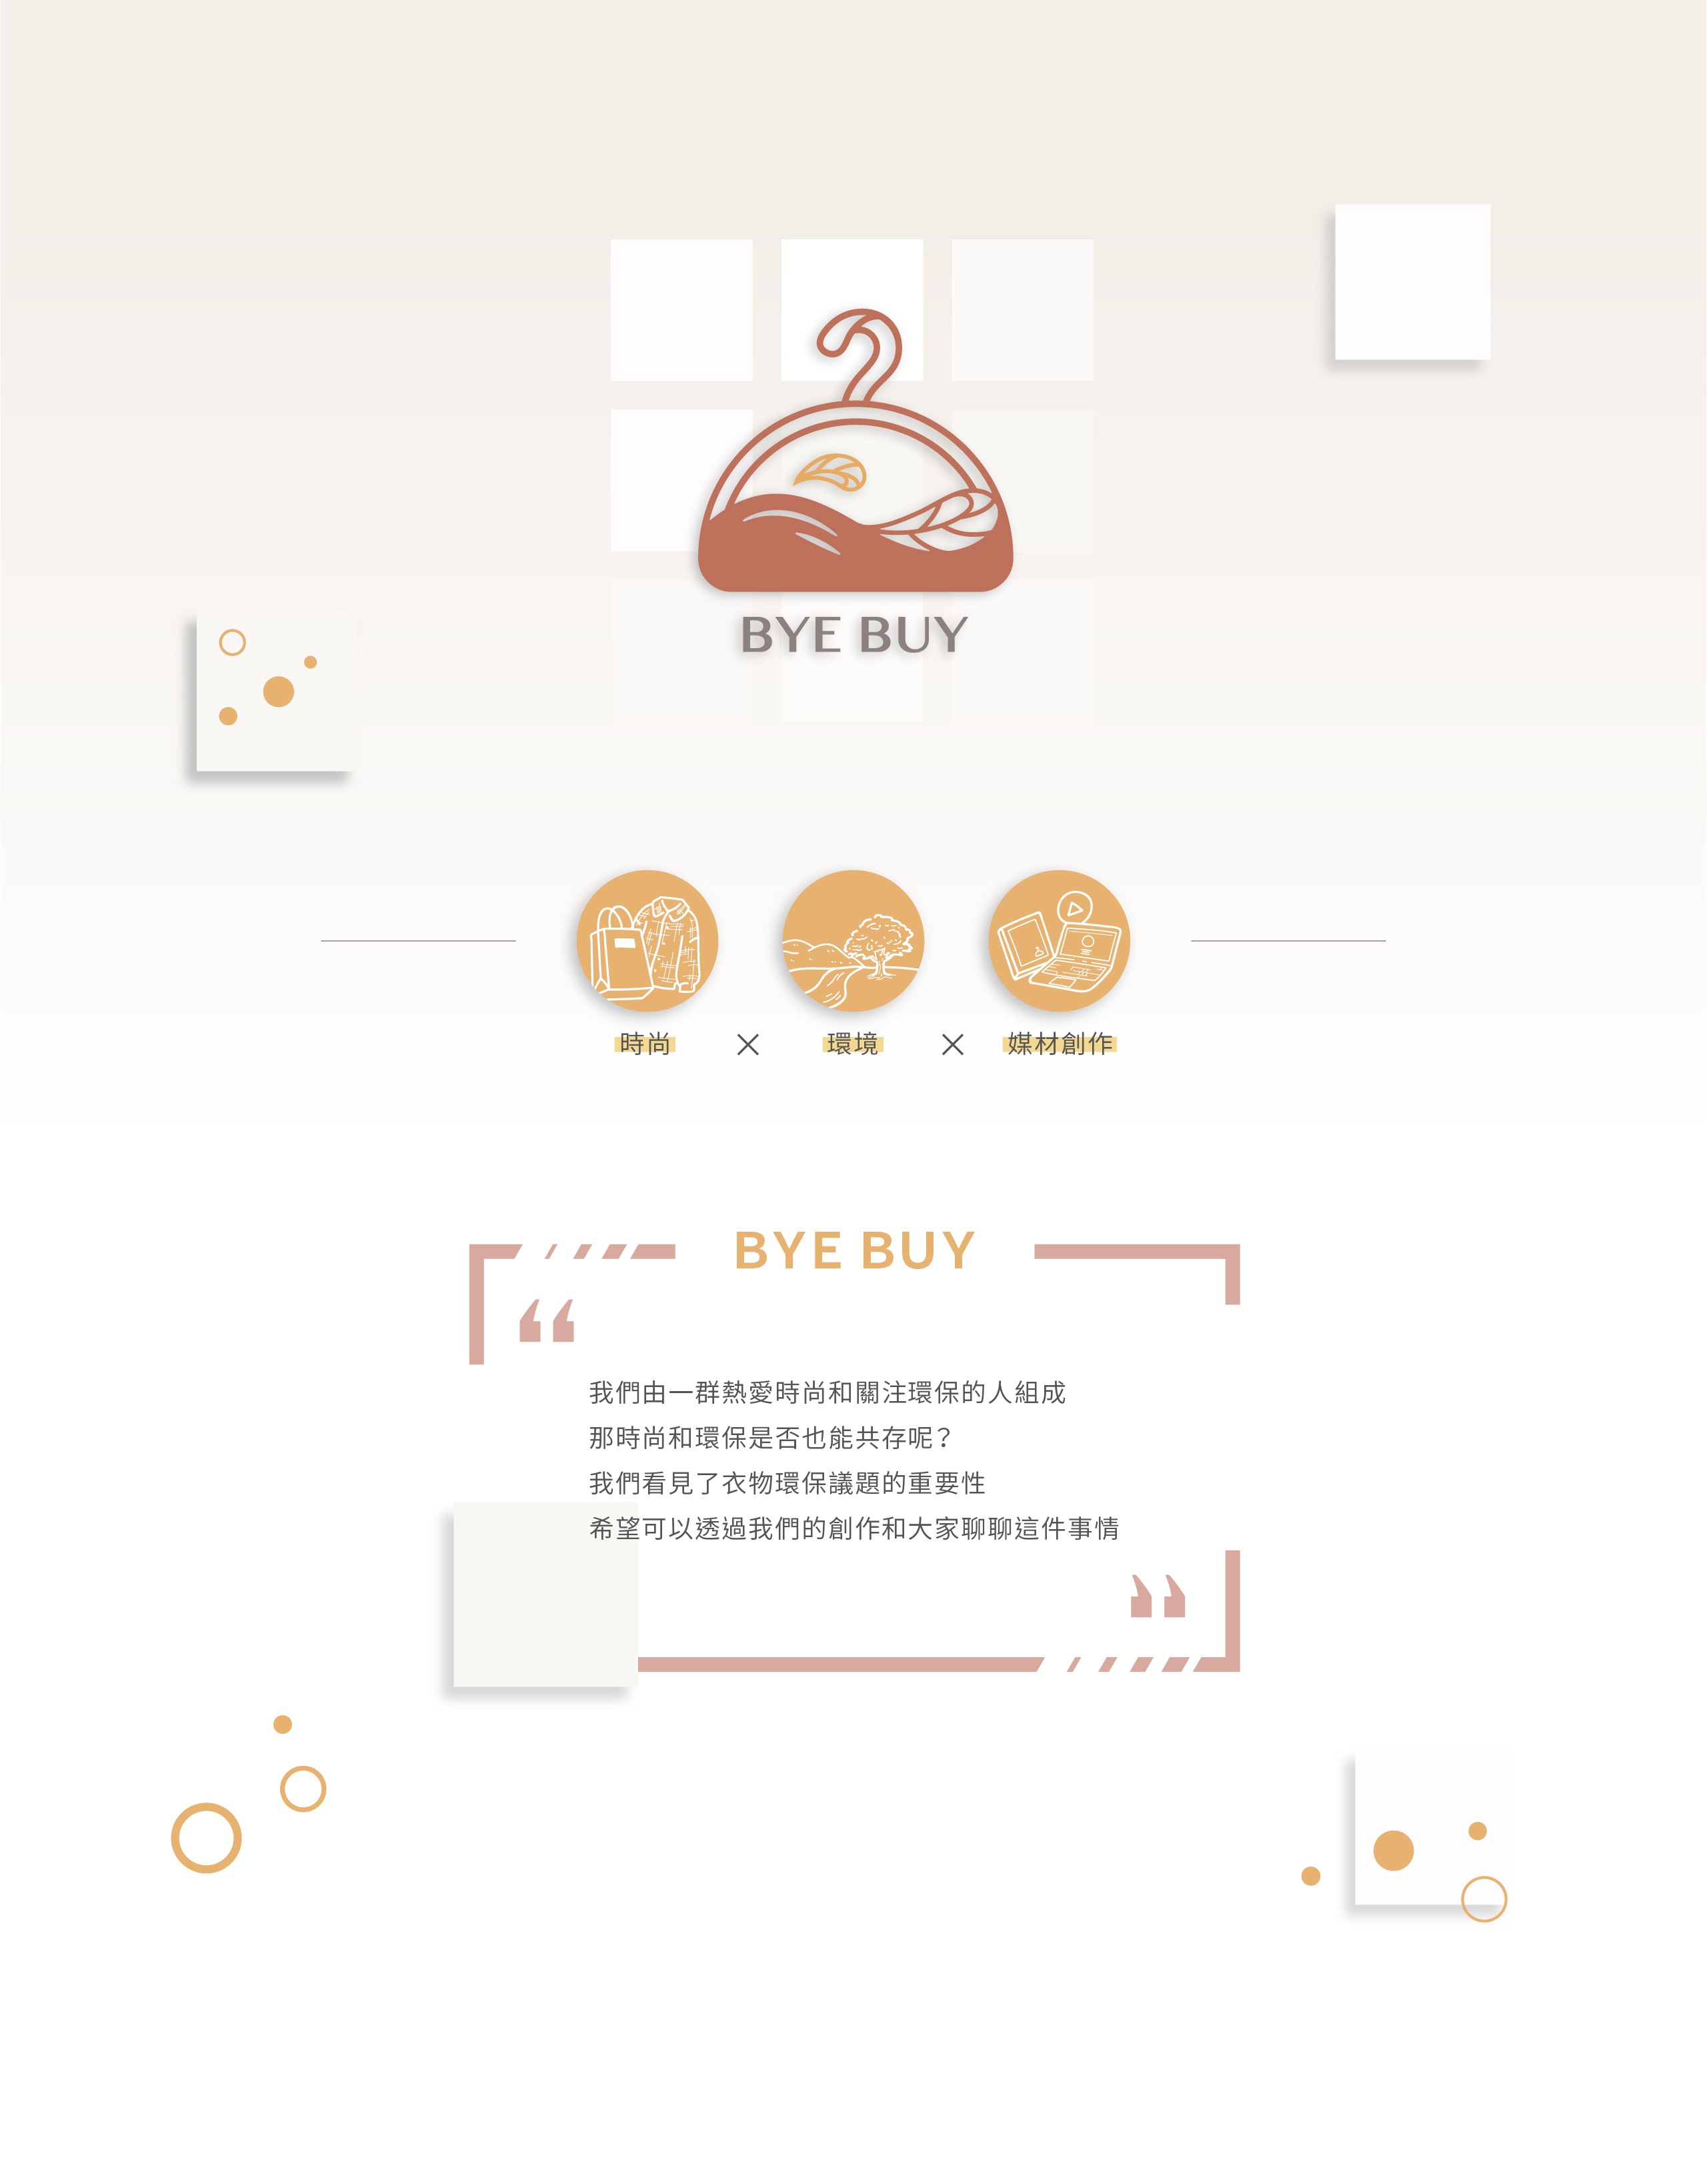 BYE BUY
時尚 × 環境 × 媒材創作
BYE BUY
我們由一群熱愛時尚和關注環保的人組成
那時尚和環保是否也能共存呢？
我們看見了衣物環保議題的重要性
希望可以透過我們的創作和大家聊聊這件事情